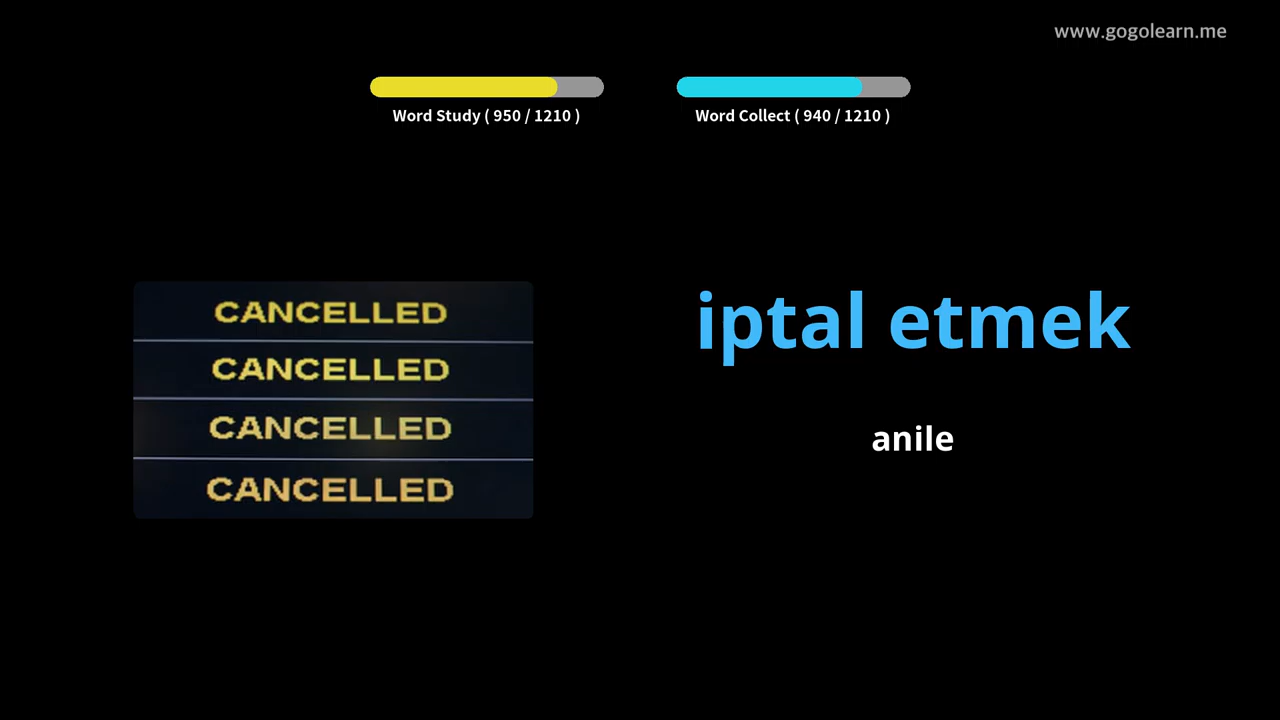 www.gogolearn.me
Word Study ( 950 / 1210 )
Word Collect ( 940 / 1210 )
CANCELLED
CANCELLED
CANCELLED
CANCELLED
iptal etmek
anile